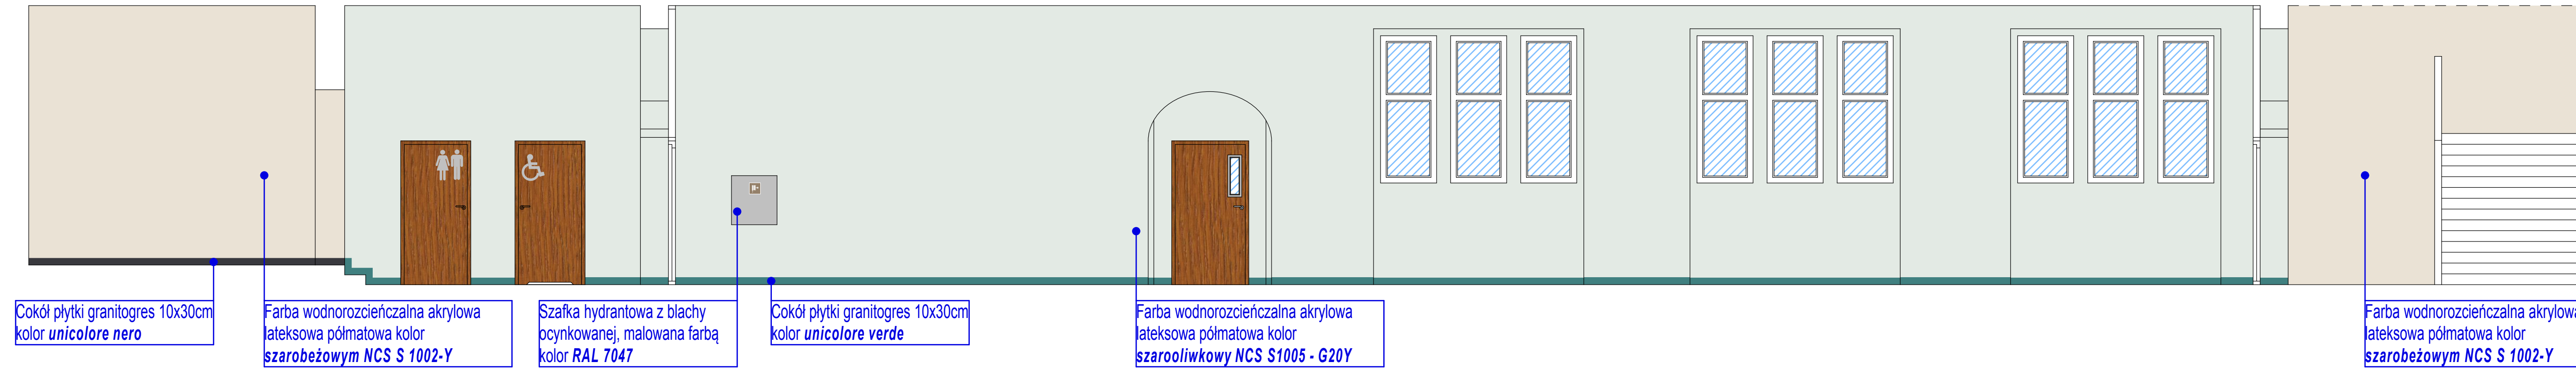 Cokół płytki granitogres 10x30cm
kolor unicolore nero
Farba wodnorozcieńczalna akrylowa
lateksowa półmatowa kolor
szarobeżowym NCS S 1002-Y
Szafka hydrantowa z blachy
ocynkowanej, malowana farbą
kolor RAL 7047
Cokół płytki granitogres 10x30cm
kolor unicolore verde
Farba wodnorozcieńczalna akrylowa
lateksowa półmatowa kolor
szarooliwkowy NCS S1005 - G20Y
Farba wodnorozcieńczalna akrylowa
lateksowa półmatowa kolor
szarobeżowym NCS S 1002-Y